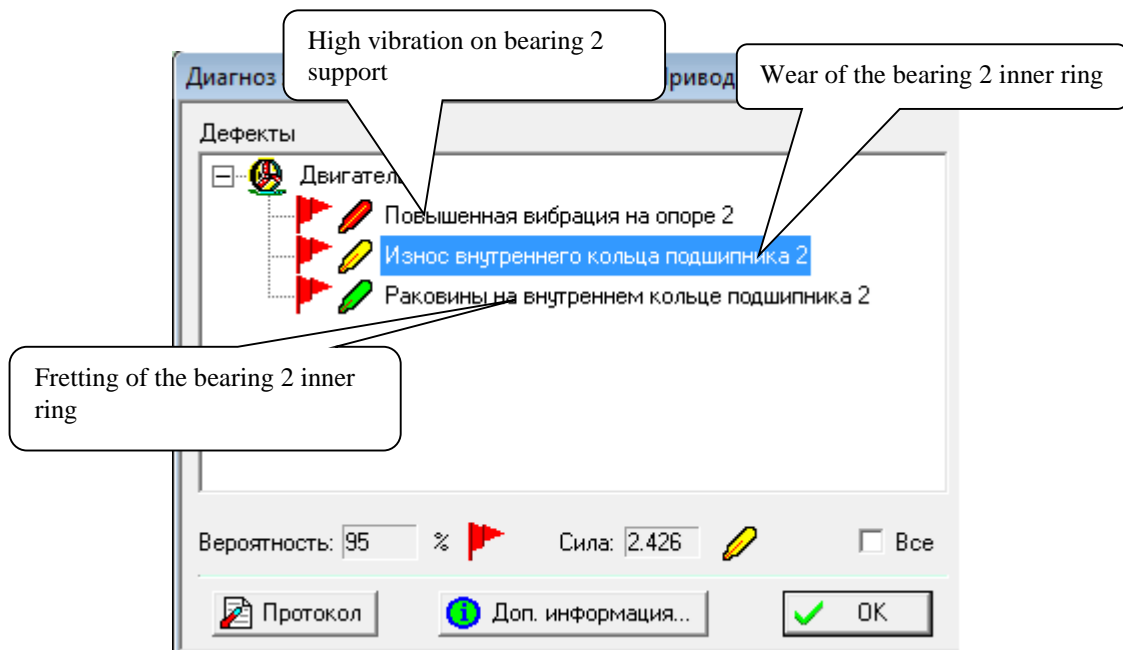 High vibration on bearing 2
support
Wear of the bearing 2 inner ring
Диагноз
Дефекты
Двигатель
Повышенная вибрация на опоре 2
Износ внутреннего кольца подшипника 2
Раковины на внутреннем кольце подшипника 2
Fretting of the bearing 2 inner
ring
Вероятность: 95 % Сила: 2.426 Все
Протокол Доп. информация... OK